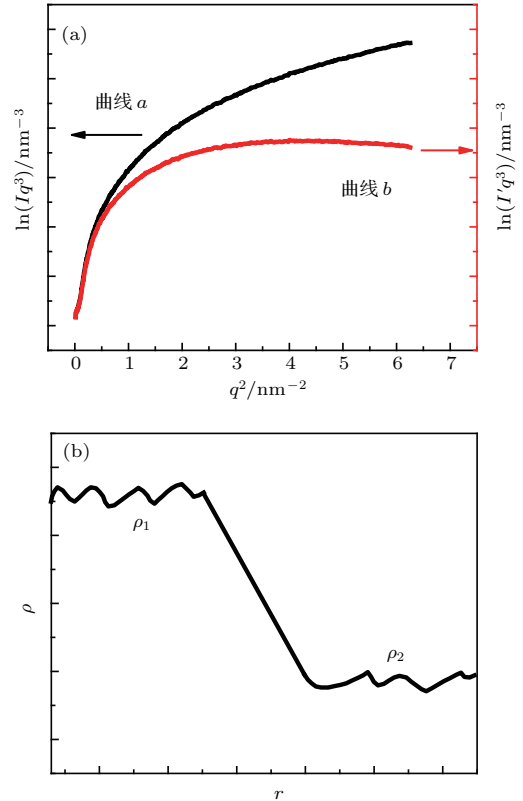 (a)
曲线 a
曲线 b
ln(Iq³)/nm⁻³
ln(I′q³)/nm⁻³
0 1 2 3 4 5 6 7
q²/nm⁻²
(b)
ρ₁
ρ₂
ρ
r